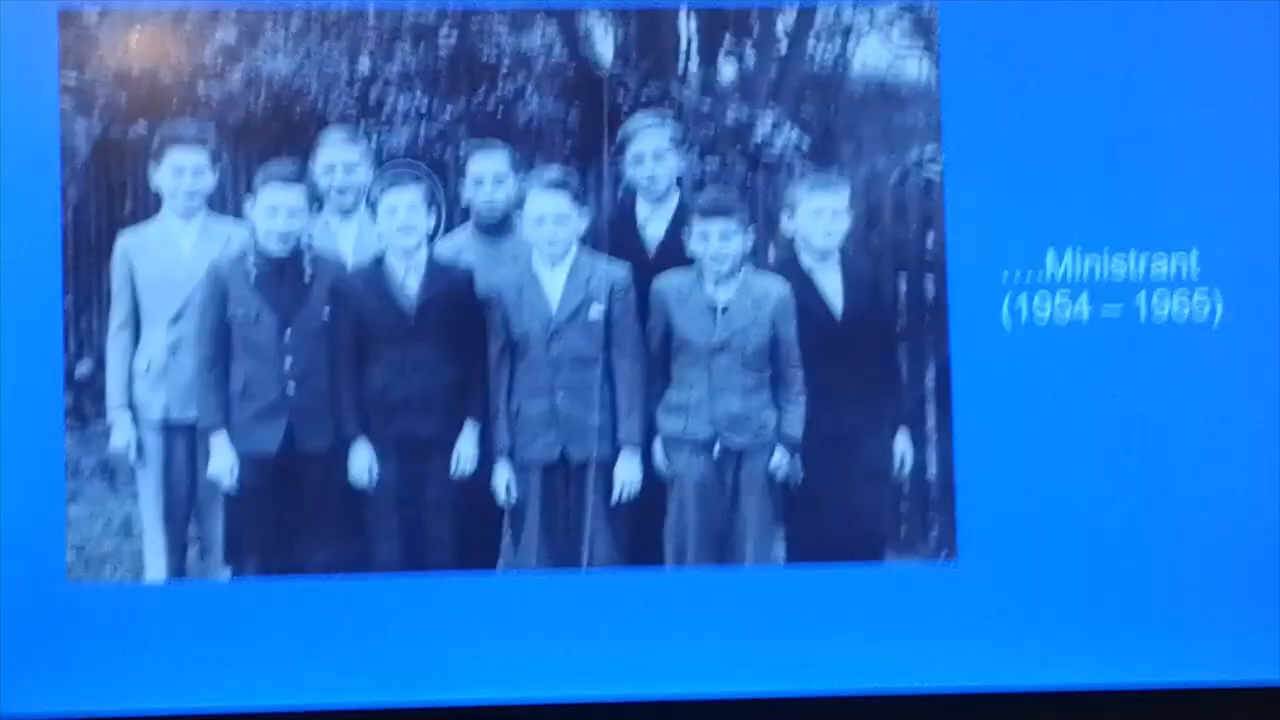 .....Ministrant
(1954 – 1965)